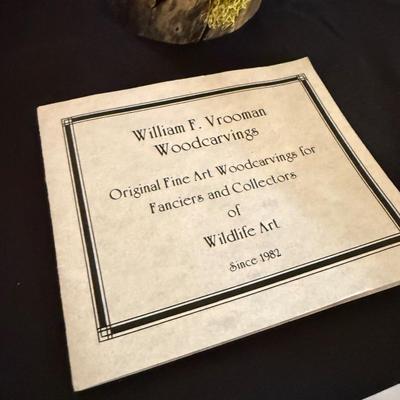 William F. Vrooman
Woodcarvings
Original Fine Art Woodcarvings for
Fanciers and Collectors
of
Wildlife Art
Since 1982